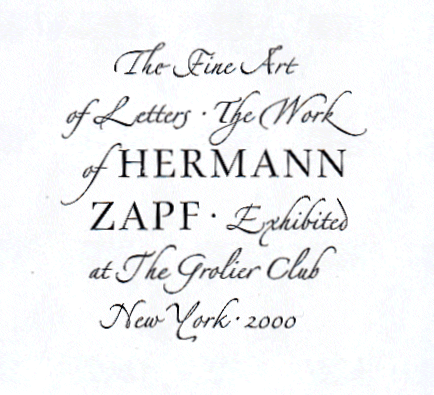 The Fine Art
of Letters · The Work
of HERMANN
ZAPF · Exhibited
at The Grolier Club
New York · 2000